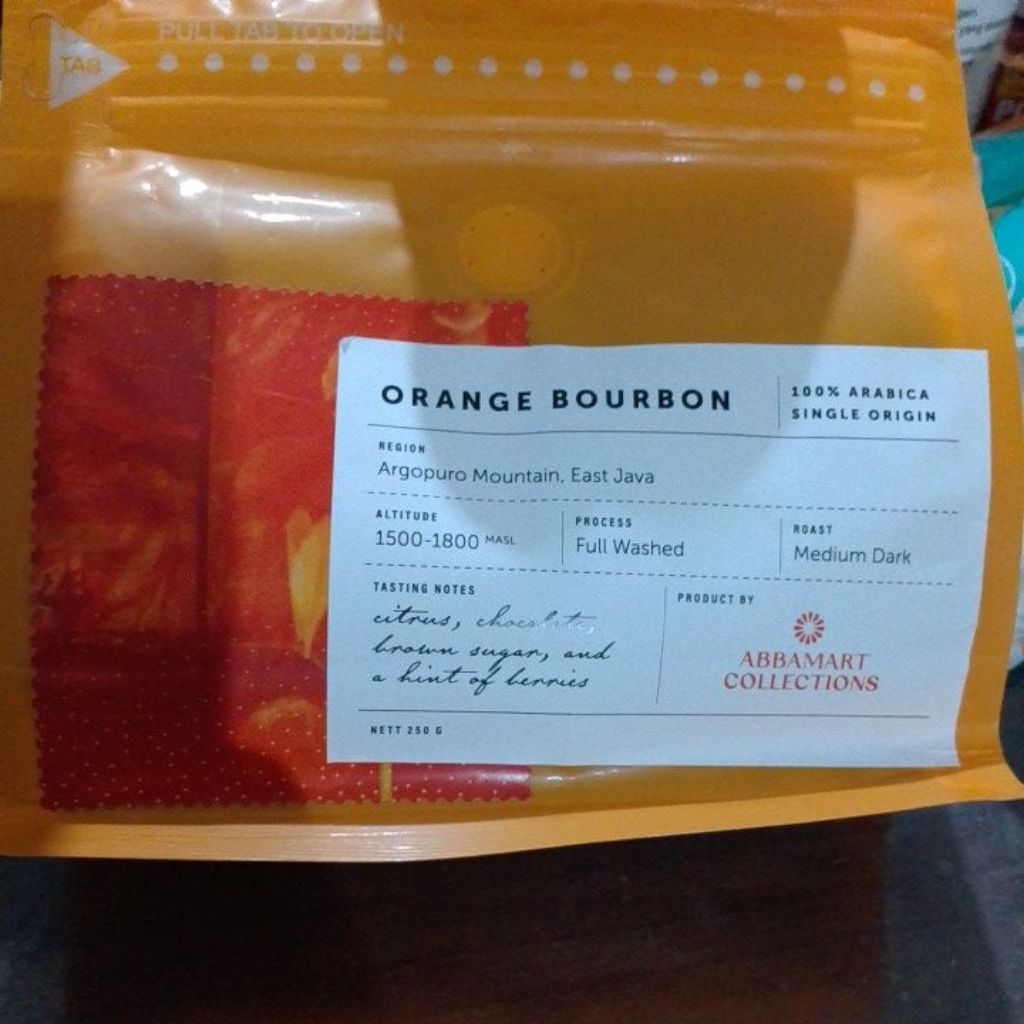 PULL TAB TO OPEN
TAB
ORANGE BOURBON
100% ARABICA
SINGLE ORIGIN
REGION
Argopuro Mountain, East Java
ALTITUDE
1500-1800 MASL
PROCESS
Full Washed
ROAST
Medium Dark
TASTING NOTES
citrus, chocolate,
brown sugar, and
a hint of berries
PRODUCT BY
ABBAMART
COLLECTIONS
NETT 250 G